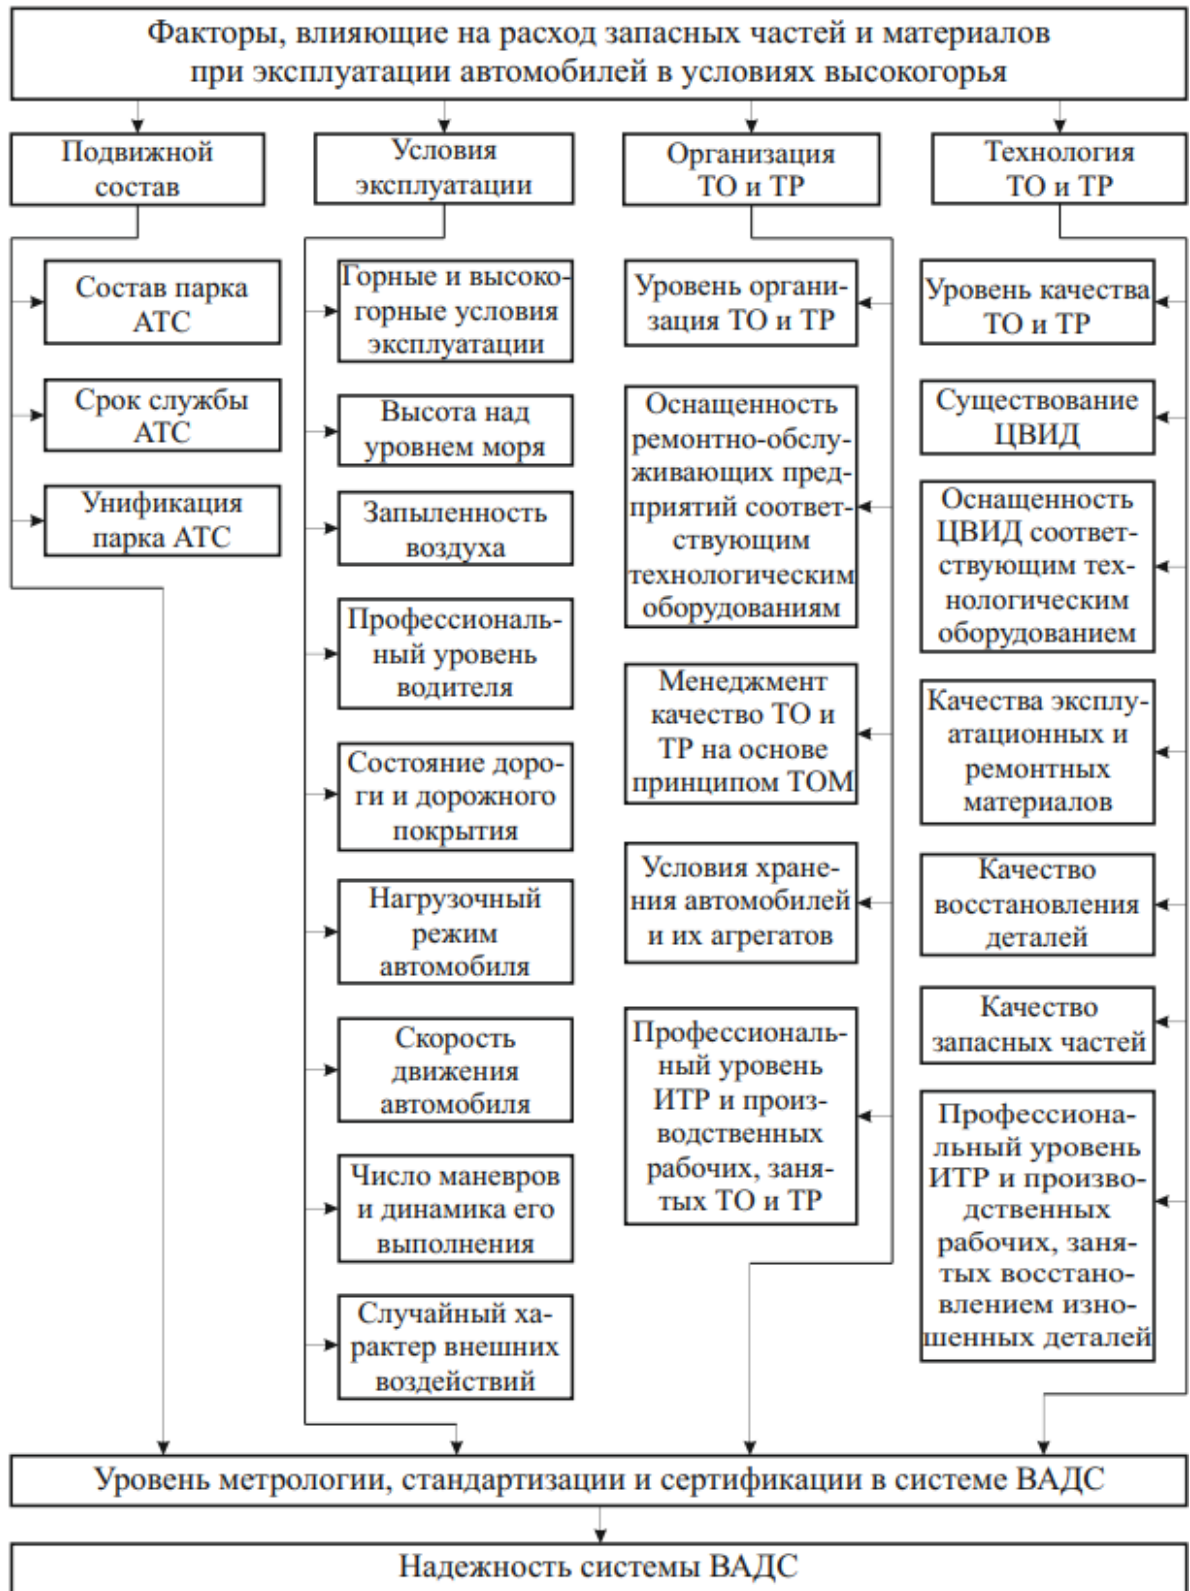 Факторы, влияющие на расход запасных частей и материалов
при эксплуатации автомобилей в условиях высокогорья
Подвижной
состав
Состав парка
АТС
Срок службы
АТС
Унификация
парка АТС
Условия
эксплуатации
Горные и высоко-
горные условия
эксплуатации
Высота над
уровнем моря
Запыленность
воздуха
Профессиональ-
ный уровень
водителя
Состояние доро-
ги и дорожного
покрытия
Нагрузочный
режим
автомобиля
Скорость
движения
автомобиля
Число маневров
и динамика его
выполнения
Случайный ха-
рактер внешних
воздействий
Организация
ТО и ТР
Уровень органи-
зация ТО и ТР
Оснащенность
ремонтно-обслу-
живающих пред-
приятий соответ-
ствующим
технологическим
оборудованиям
Менеджмент
качество ТО и
ТР на основе
принципом ТОМ
Условия хране-
ния автомобилей
и их агрегатов
Профессиональ-
ный уровень
ИТР и произ-
водственных
рабочих, заня-
тых ТО и ТР
Технология
ТО и ТР
Уровень качества
ТО и ТР
Существование
ЦВИД
Оснащенность
ЦВИД соответ-
ствующим тех-
нологическим
оборудованием
Качества эксплу-
атационных и
ремонтных
материалов
Качество
восстановления
деталей
Качество
запасных частей
Профессиона-
льный уровень
ИТР и произво-
дственных
рабочих, заня-
тых восстано-
влением изно-
шенных деталей
Уровень метрологии, стандартизации и сертификации в системе ВАДС
Надежность системы ВАДС